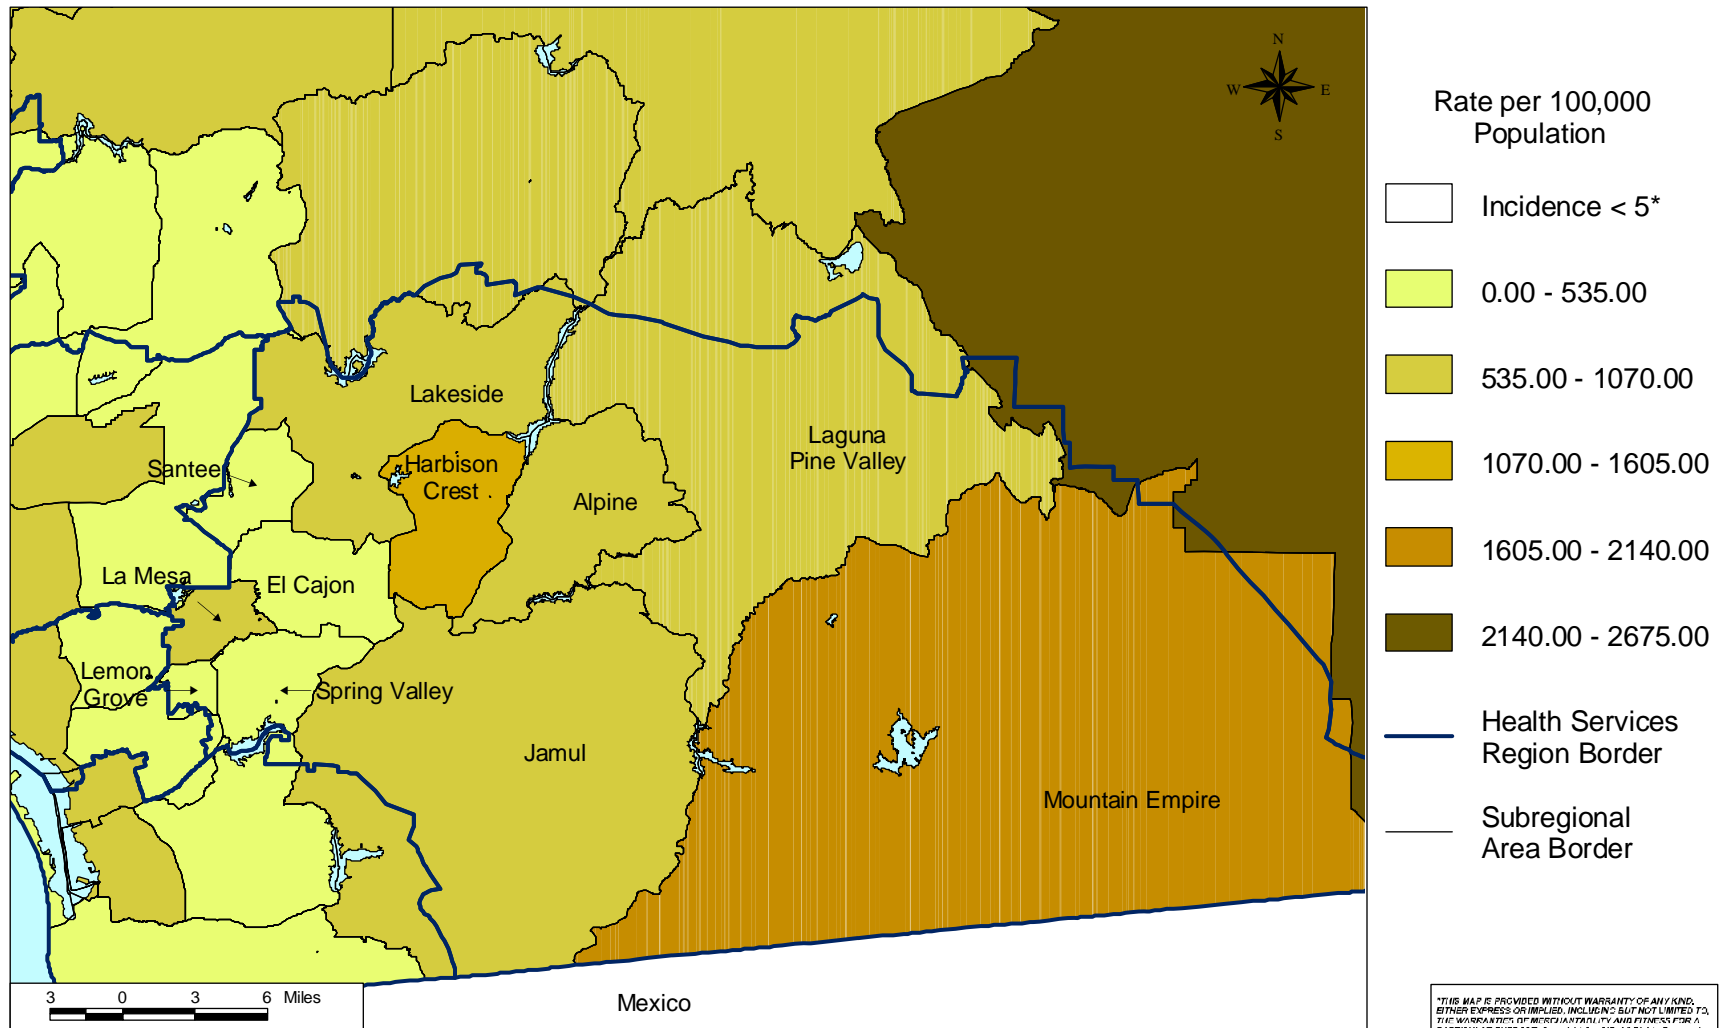 N
W
E
S
Lakeside
Laguna
Pine Valley
Santee
Harbison
Crest
Alpine
La Mesa
El Cajon
Lemon
Grove
Spring Valley
Jamul
Mountain Empire
Mexico
3 0 3 6 Miles
Rate per 100,000
Population
Incidence < 5*
0.00 - 535.00
535.00 - 1070.00
1070.00 - 1605.00
1605.00 - 2140.00
2140.00 - 2675.00
Health Services
Region Border
Subregional
Area Border
*THIS MAP IS PROVIDED WITHOUT WARRANTY OF ANY KIND,
EITHER EXPRESS OR IMPLIED, INCLUDING BUT NOT LIMITED TO,
THE WARRANTIES OF MERCHANTABILITY AND FITNESS FOR A